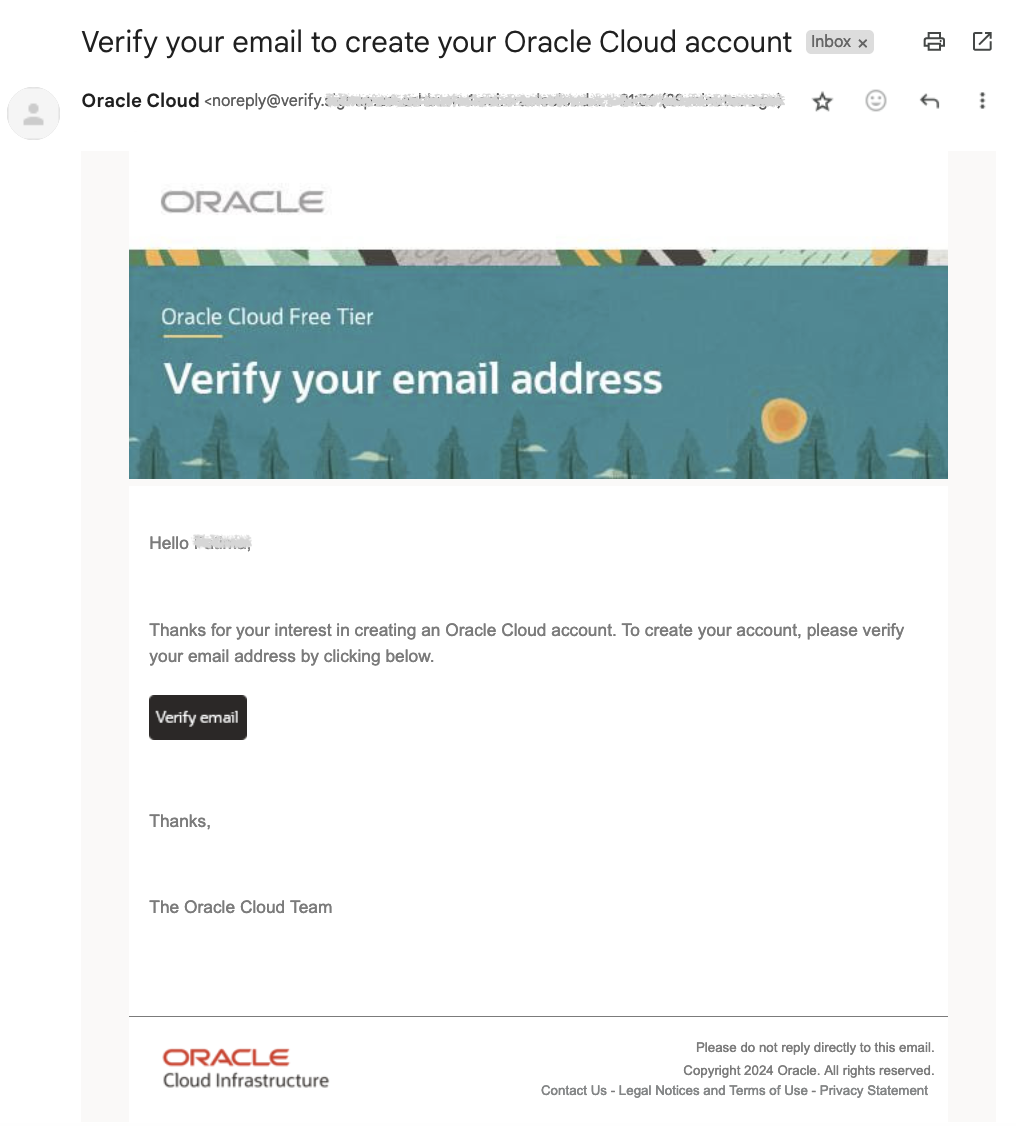 Verify your email to create your Oracle Cloud account Inbox x
Oracle Cloud <noreply@verify.
ORACLE
Oracle Cloud Free Tier
Verify your email address
Hello
Thanks for your interest in creating an Oracle Cloud account. To create your account, please verify
your email address by clicking below.
Verify email
Thanks,
The Oracle Cloud Team
ORACLE
Cloud Infrastructure
Please do not reply directly to this email.
Copyright 2024 Oracle. All rights reserved.
Contact Us - Legal Notices and Terms of Use - Privacy Statement